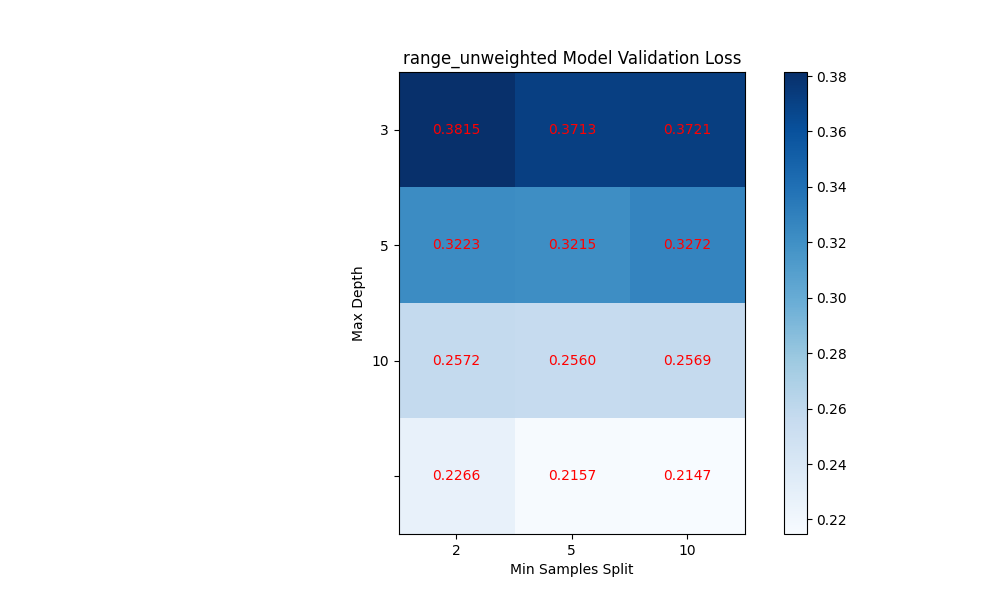 range_unweighted Model Validation Loss
3
0.3815 0.3713 0.3721
5
0.3223 0.3215 0.3272
10
0.2572 0.2560 0.2569
0.2266 0.2157 0.2147
Max Depth
2 5 10
Min Samples Split
0.38
0.36
0.34
0.32
0.30
0.28
0.26
0.24
0.22